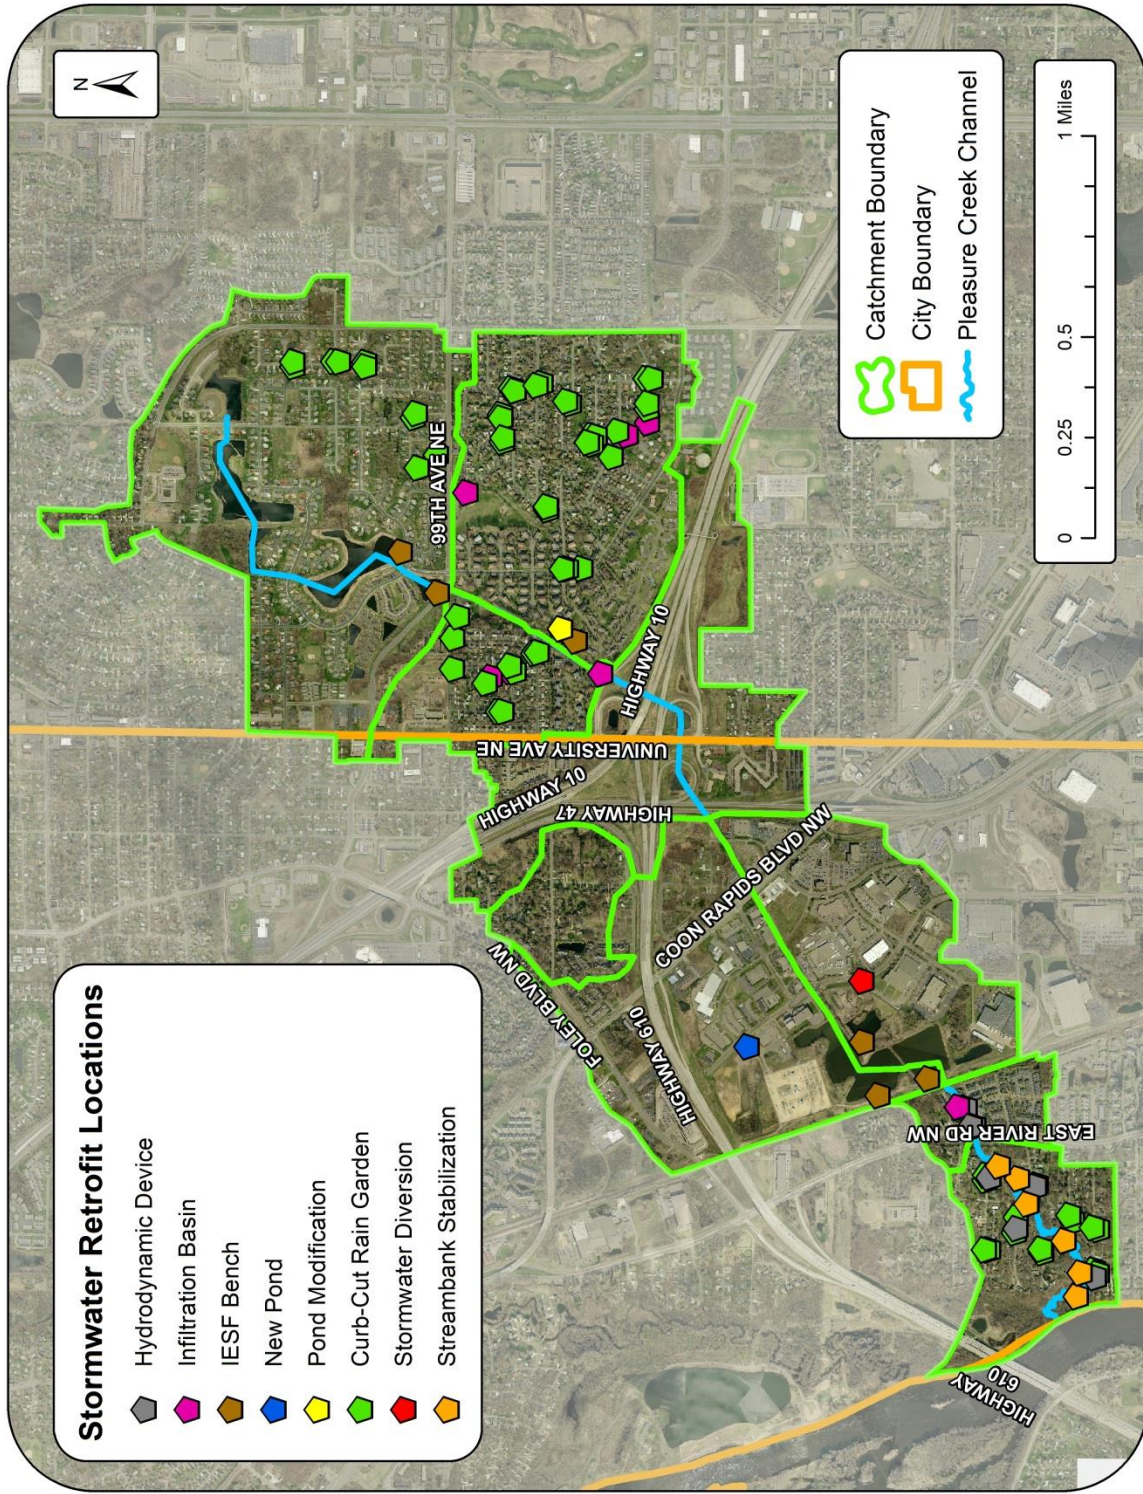 Stormwater Retrofit Locations
Hydrodynamic Device
Infiltration Basin
IESF Bench
New Pond
Pond Modification
Curb-Cut Rain Garden
Stormwater Diversion
Streambank Stabilization
N
99TH AVE NE
HIGHWAY 10
UNIVERSITY AVE NE
HIGHWAY 10
HIGHWAY 47
FOLEY BLVD NW
COON RAPIDS BLVD NW
HIGHWAY 610
EAST RIVER RD NW
HIGHWAY
610
Catchment Boundary
City Boundary
Pleasure Creek Channel
0 0.25 0.5 1 Miles